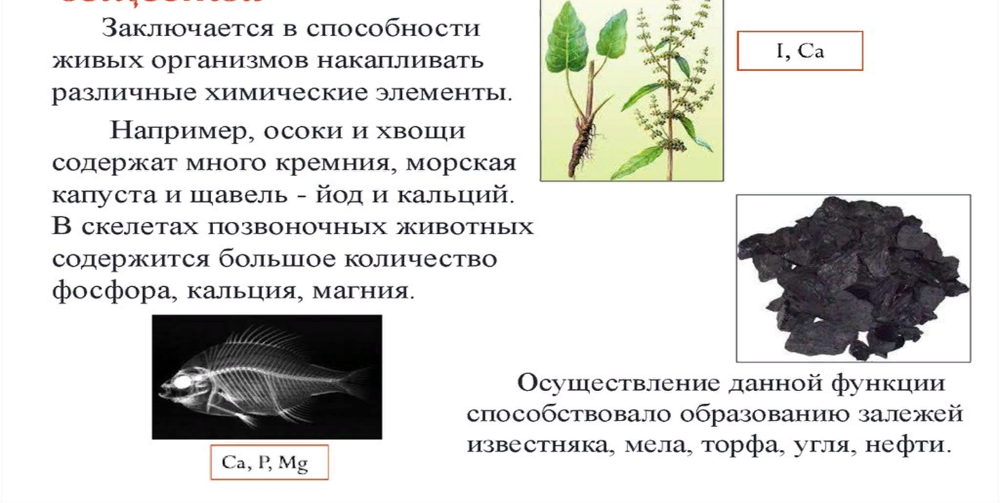 Заключается в способности
живых организмов накапливать
различные химические элементы.
Например, осоки и хвощи
содержат много кремния, морская
капуста и щавель - йод и кальций.
В скелетах позвоночных животных
содержится большое количество
фосфора, кальция, магния.
I, Ca
Ca, P, Mg
Осуществление данной функции
способствовало образованию залежей
известняка, мела, торфа, угля, нефти.